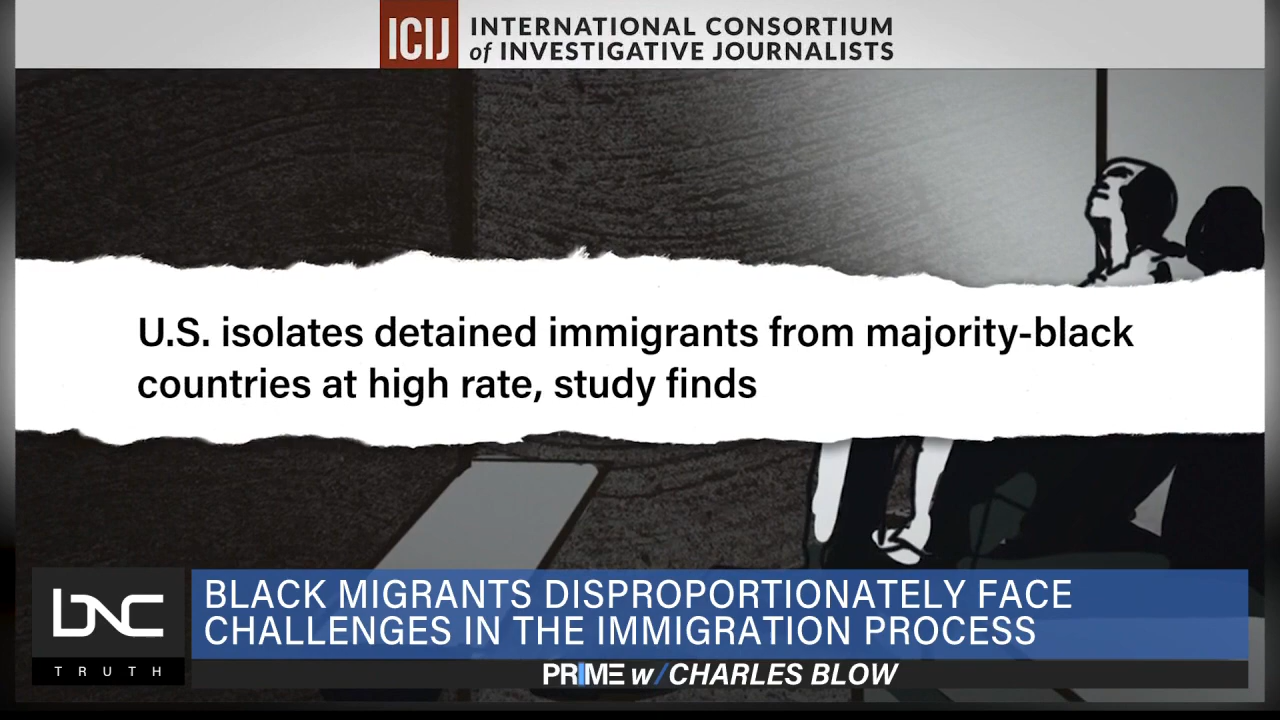 ICIJ
INTERNATIONAL CONSORTIUM
of INVESTIGATIVE JOURNALISTS
U.S. isolates detained immigrants from majority-black
countries at high rate, study finds
BNC
TRUTH
BLACK MIGRANTS DISPROPORTIONATELY FACE
CHALLENGES IN THE IMMIGRATION PROCESS
PRIME w/CHARLES BLOW